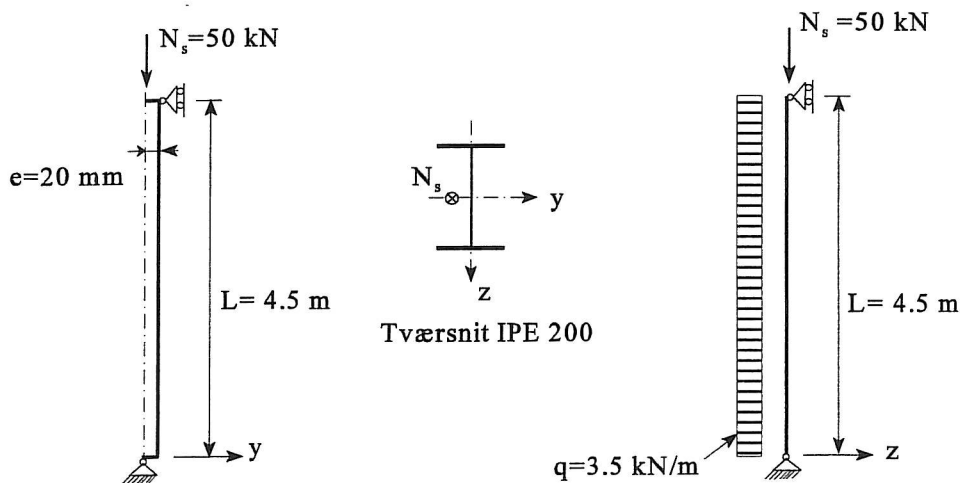 N_s=50 kN
e=20 mm
L= 4.5 m
y
N_s
y
z
Tværsnit IPE 200
N_s =50 kN
L= 4.5 m
q=3.5 kN/m
z